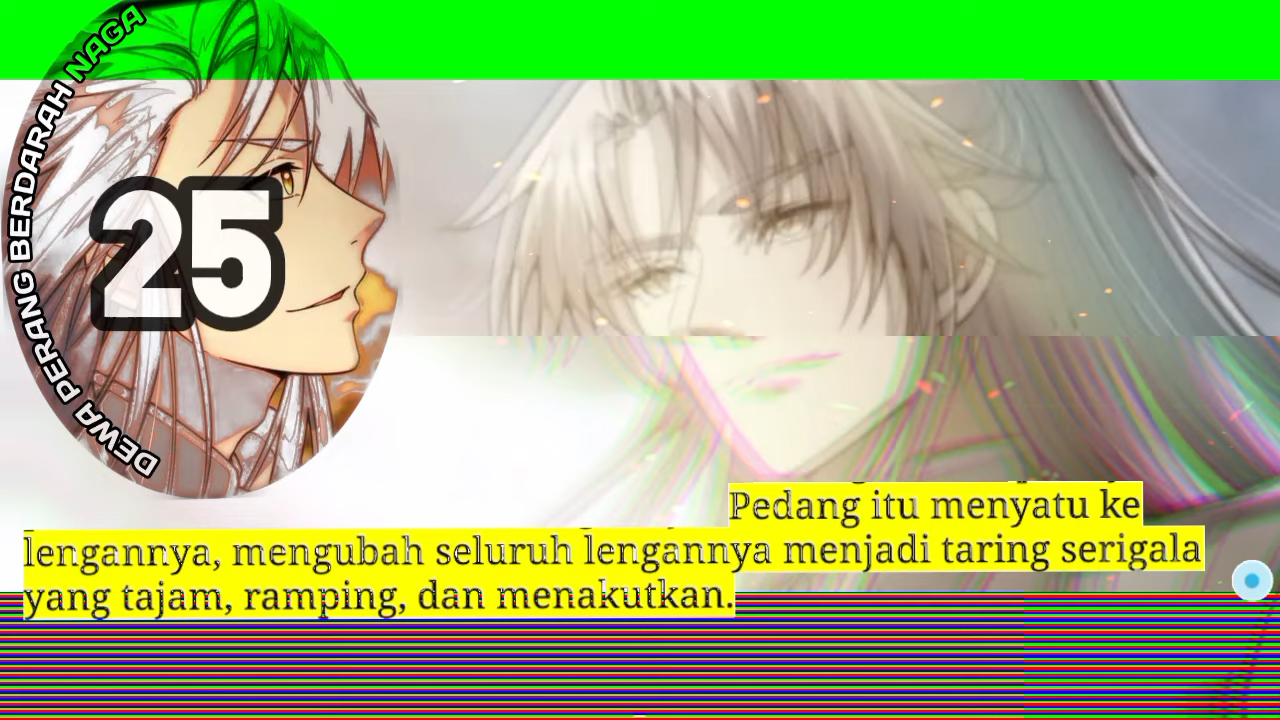 DEWA PERANG BERDARAH NAGA
25
Pedang itu menyatu ke
lengannya, mengubah seluruh lengannya menjadi taring serigala
yang tajam, ramping, dan menakutkan.